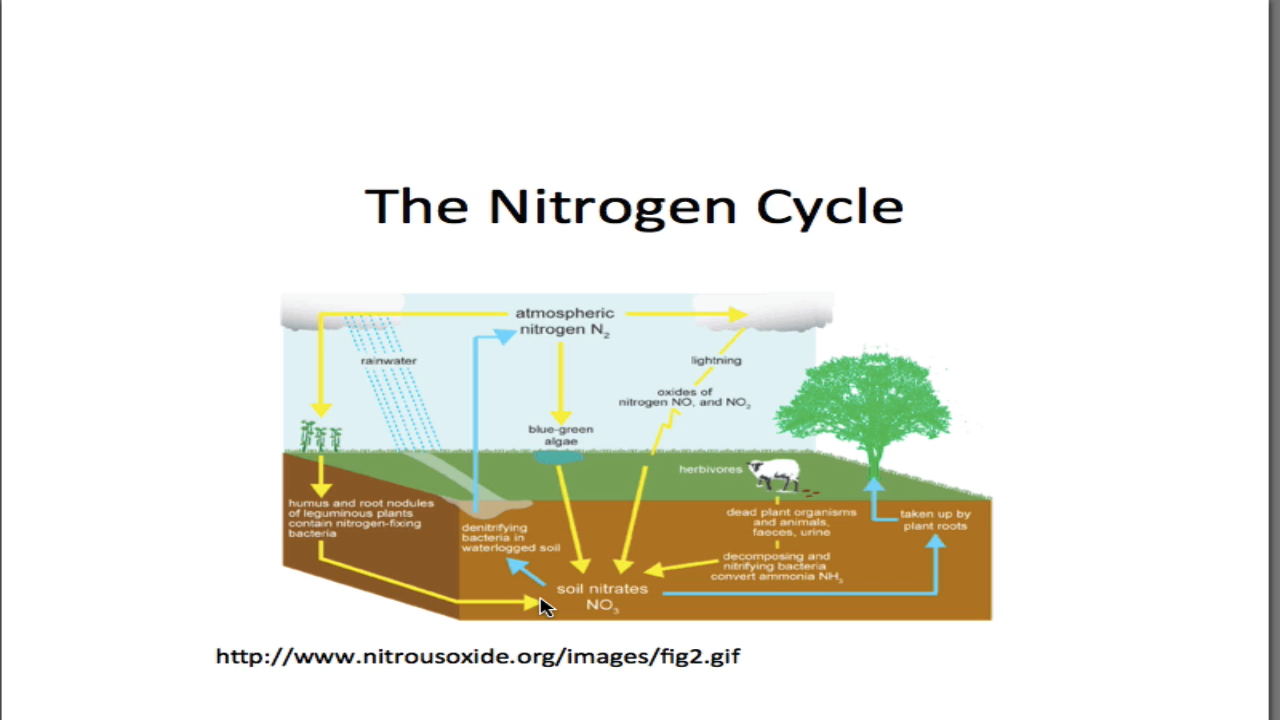 The Nitrogen Cycle
atmospheric
nitrogen N2
rainwater
lightning
oxides of
nitrogen NO, and NO2
blue-green
algae
herbivores
humus and root nodules
of leguminous plants
contain nitrogen-fixing
bacteria
denitrifying
bacteria in
waterlogged soil
dead plant organisms
and animals,
faeces, urine
decomposing and
nitrifying bacteria
convert ammonia NH3
taken up by
plant roots
soil nitrates
NO3
http://www.nitrousoxide.org/images/fig2.gif